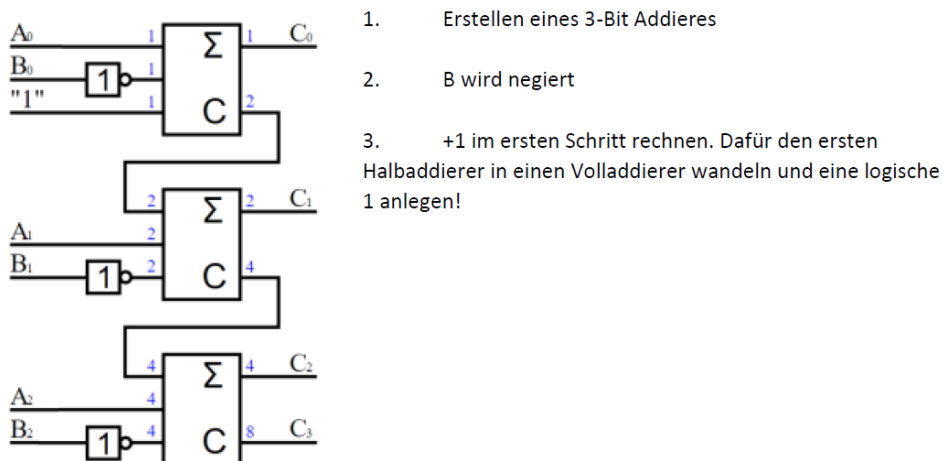 1. Erstellen eines 3-Bit Addieres
2. B wird negiert
3. +1 im ersten Schritt rechnen. Dafür den ersten
Halbaddierer in einen Volladdierer wandeln und eine logische
1 anlegen!
A₀ 1 Σ 1 C₀
B₀ 1 1
"1" 1 C 2
2 Σ 2 C₁
A₁ 2
B₁ 1 2 C 4
4 Σ 4 C₂
A₂ 4
B₂ 1 4 C 8 C₃